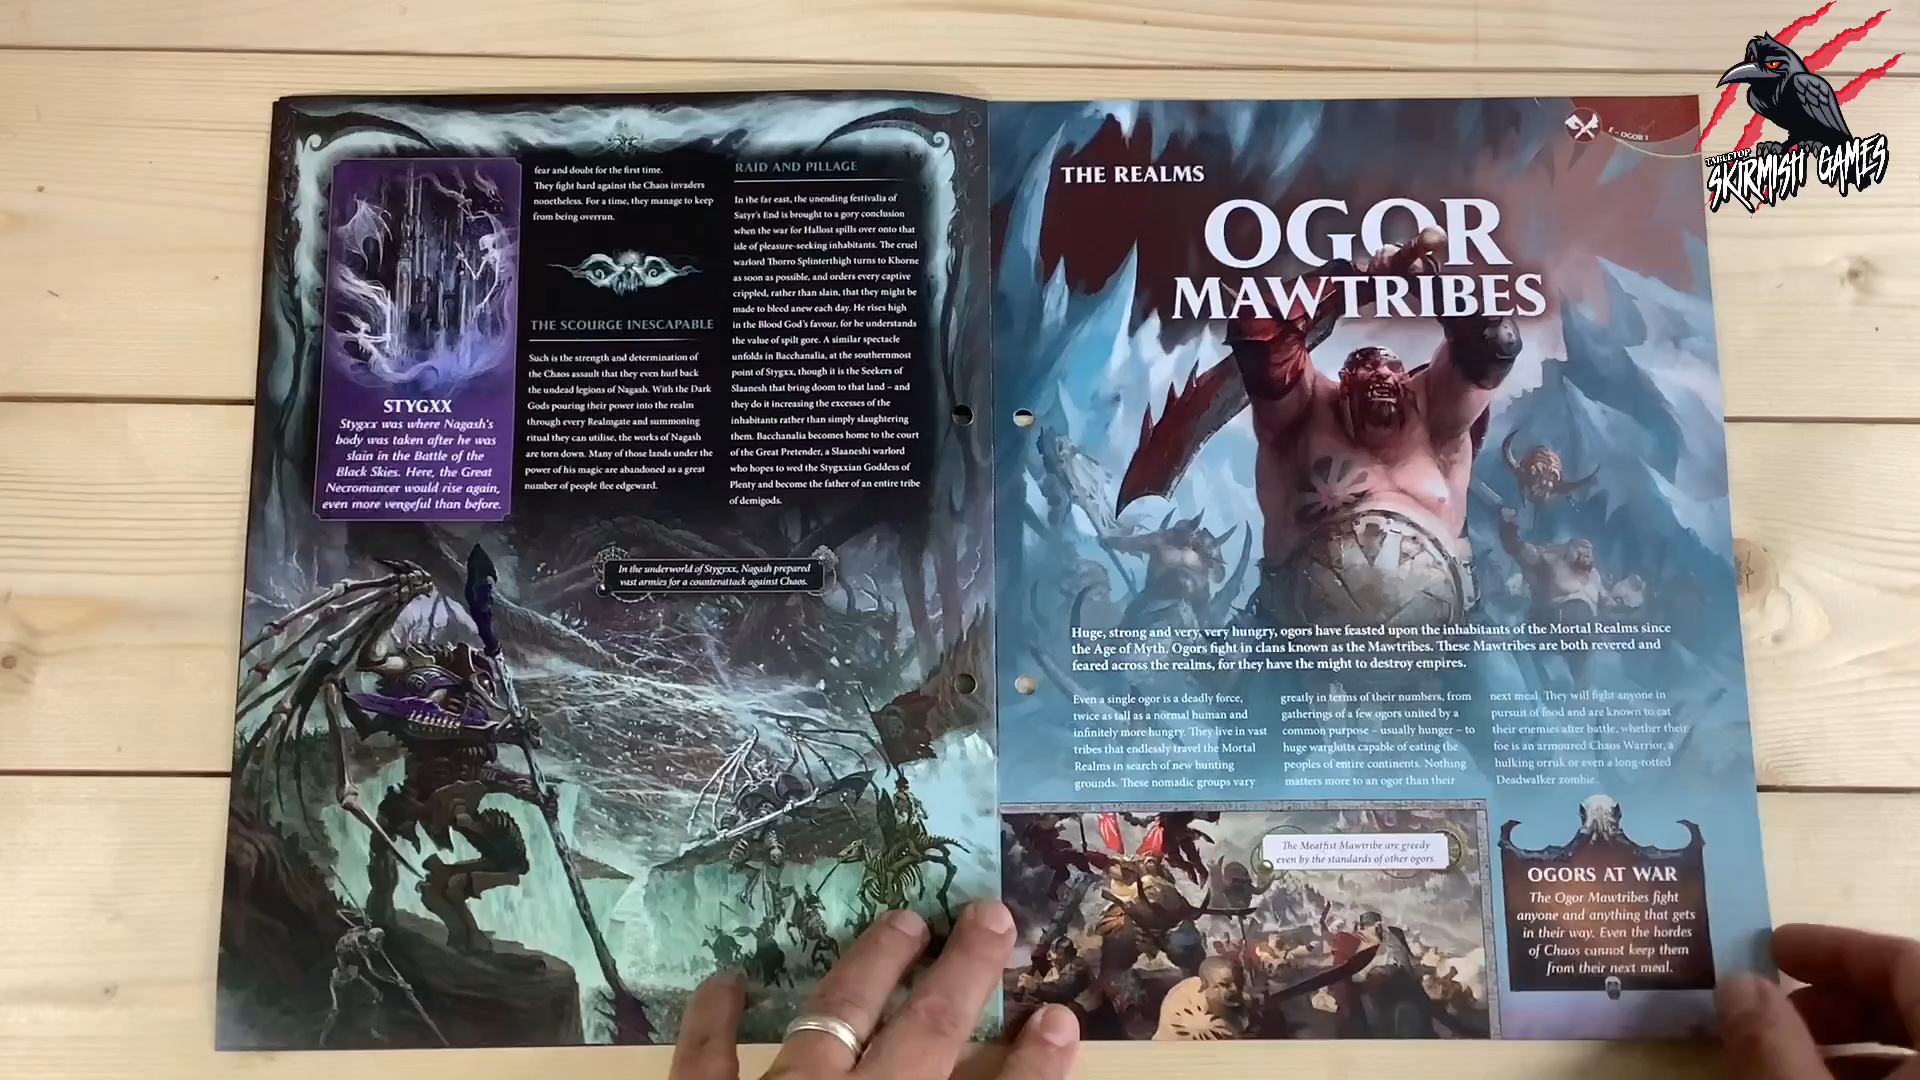 STYGXX
Stygxx was where Nagash's
body was taken after he was
slain in the Battle of the
Black Skies. Here, the Great
Necromancer would rise again,
even more vengeful than before.
fear and doubt for the first time.
They fight hard against the Chaos invaders
nonetheless. For a time, they manage to keep
from being overrun.
THE SCOURGE INESCAPABLE
Such is the strength and determination of
the Chaos assault that they even hurl back
the undead legions of Nagash. With the Dark
Gods pouring their power into the realm
through every Realmgate and summoning
ritual they can utilise, the works of Nagash
are torn down. Many of those lands under the
power of his magic are abandoned as a great
number of people flee edgeward.
RAID AND PILLAGE
In the far east, the unending festivalia of
Satyr's End is brought to a gory conclusion
when the war for Hallost spills over onto that
isle of pleasure-seeking inhabitants. The cruel
warlord Thorro Splinterthigh turns to Khorne
as soon as possible, and orders every captive
crippled, rather than slain, that they might be
made to bleed anew each day. He rises high
in the Blood God's favour, for he understands
the value of spilt gore. A similar spectacle
unfolds in Bacchanalia, at the southernmost
point of Stygxx, though it is the Seekers of
Slaanesh that bring doom to that land – and
they do it increasing the excesses of the
inhabitants rather than simply slaughtering
them. Bacchanalia becomes home to the court
of the Great Pretender, a Slaaneshi warlord
who hopes to wed the Stygxxian Goddess of
Plenty and become the father of an entire tribe
of demigods.
In the underworld of Stygyxx, Nagash prepared
vast armies for a counterattack against Chaos.
THE REALMS
OGOR
MAWTRIBES
OGOR 1
Huge, strong and very, very hungry, ogors have feasted upon the inhabitants of the Mortal Realms since
the Age of Myth. Ogors fight in clans known as the Mawtribes. These Mawtribes are both revered and
feared across the realms, for they have the might to destroy empires.
Even a single ogor is a deadly force,
twice as tall as a normal human and
infinitely more hungry. They live in vast
tribes that endlessly travel the Mortal
Realms in search of new hunting
grounds. These nomadic groups vary
greatly in terms of their numbers, from
gatherings of a few ogors united by a
common purpose – usually hunger – to
huge warglutts capable of eating the
peoples of entire continents. Nothing
matters more to an ogor than their
next meal. They will fight anyone in
pursuit of food and are known to eat
their enemies after battle, whether their
foe is an armoured Chaos Warrior, a
hulking orruk or even a long-rotted
Deadwalker zombie.
The Meatfist Mawtribe are greedy
even by the standards of other ogors.
OGORS AT WAR
The Ogor Mawtribes fight
anyone and anything that gets
in their way. Even the hordes
of Chaos cannot keep them
from their next meal.
TABLETOP
SKIRMISH GAMES